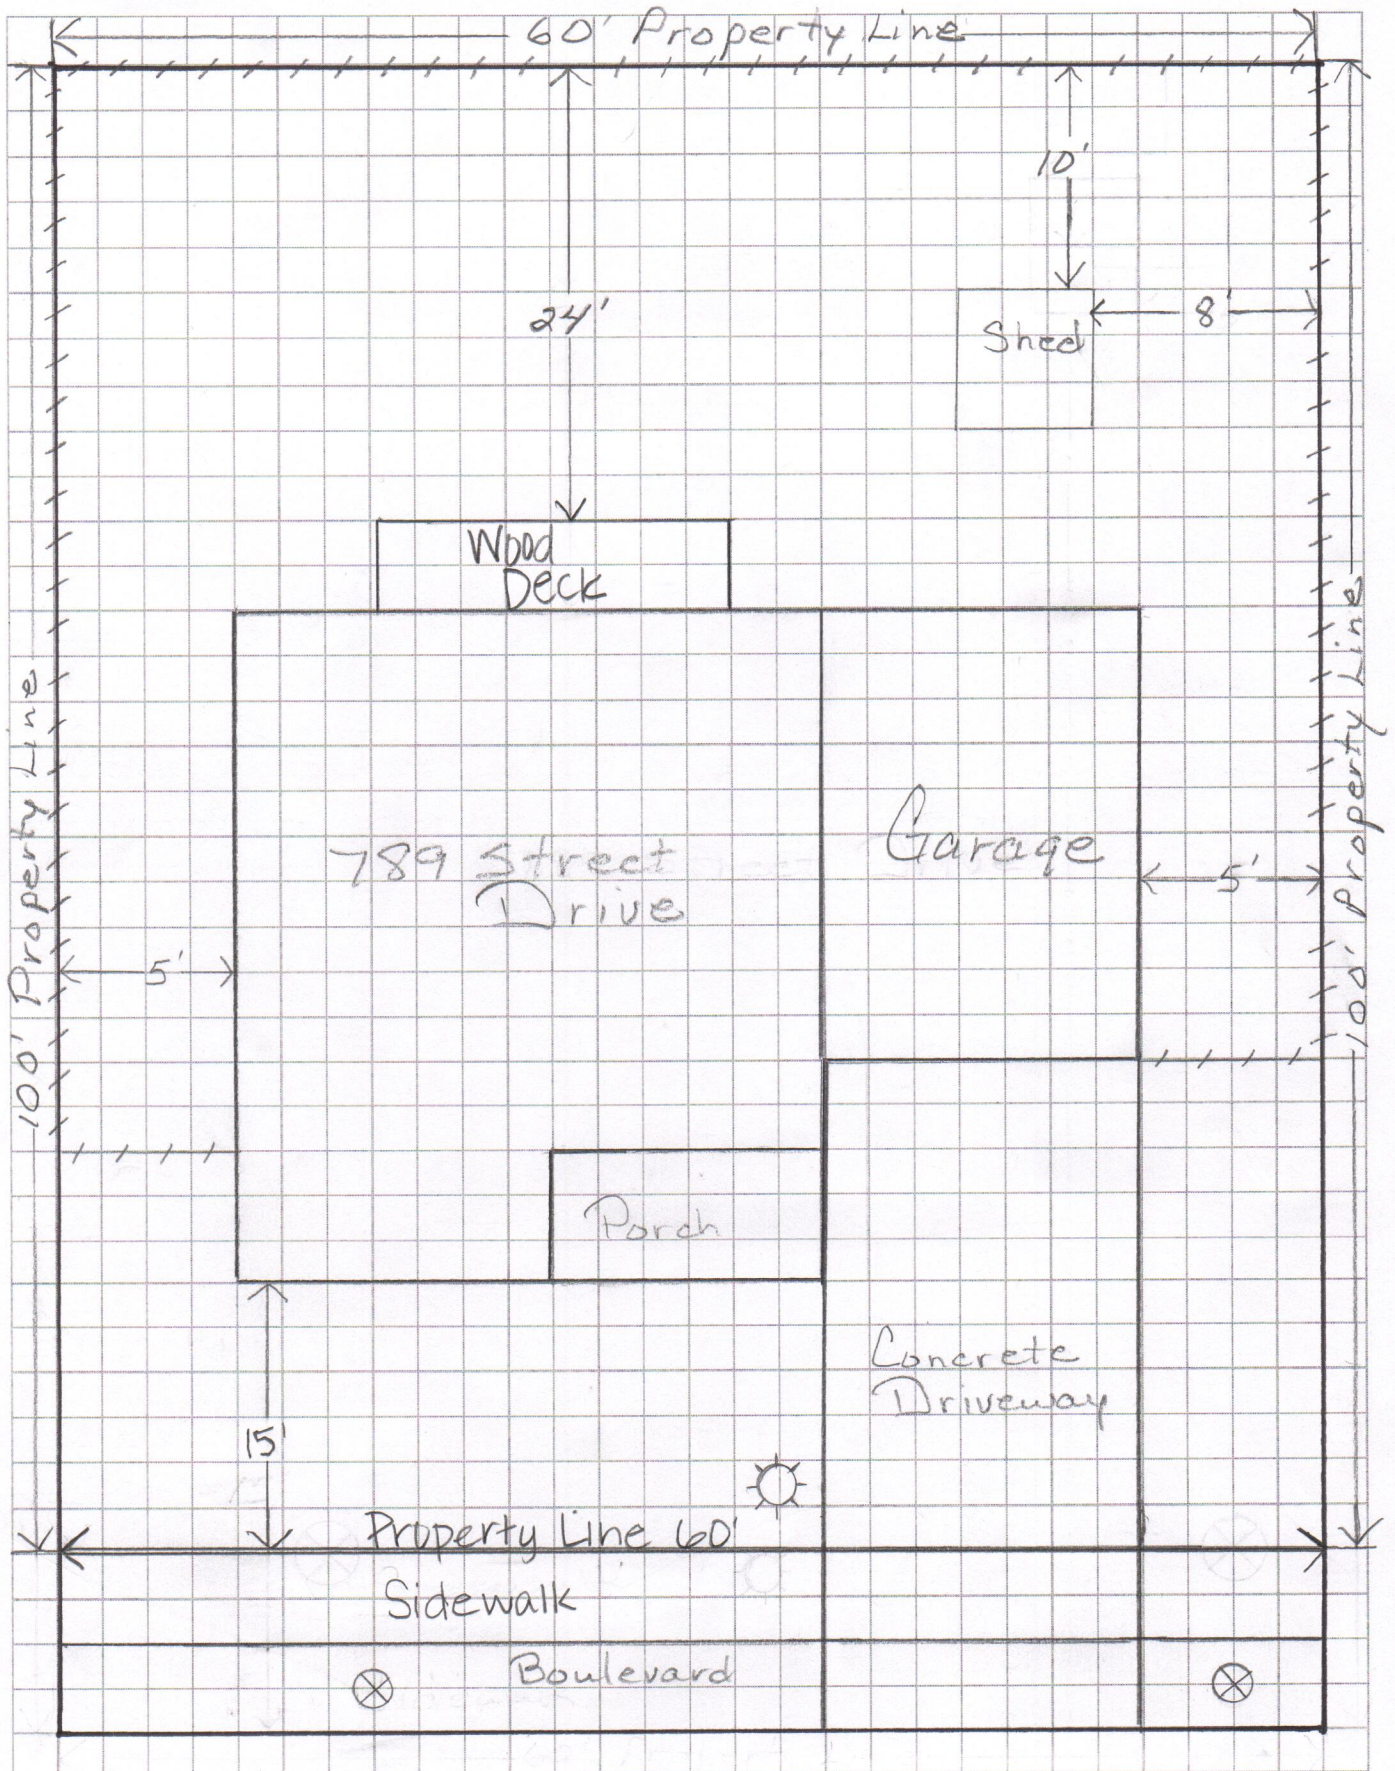 60' Property Line
10'
24'
8'
Shed
Wood
Deck
100' Property Line
100' Property Line
789 Street
Drive
Garage
5'
5'
Porch
Concrete
Driveway
15'
Property Line 60'
Sidewalk
Boulevard